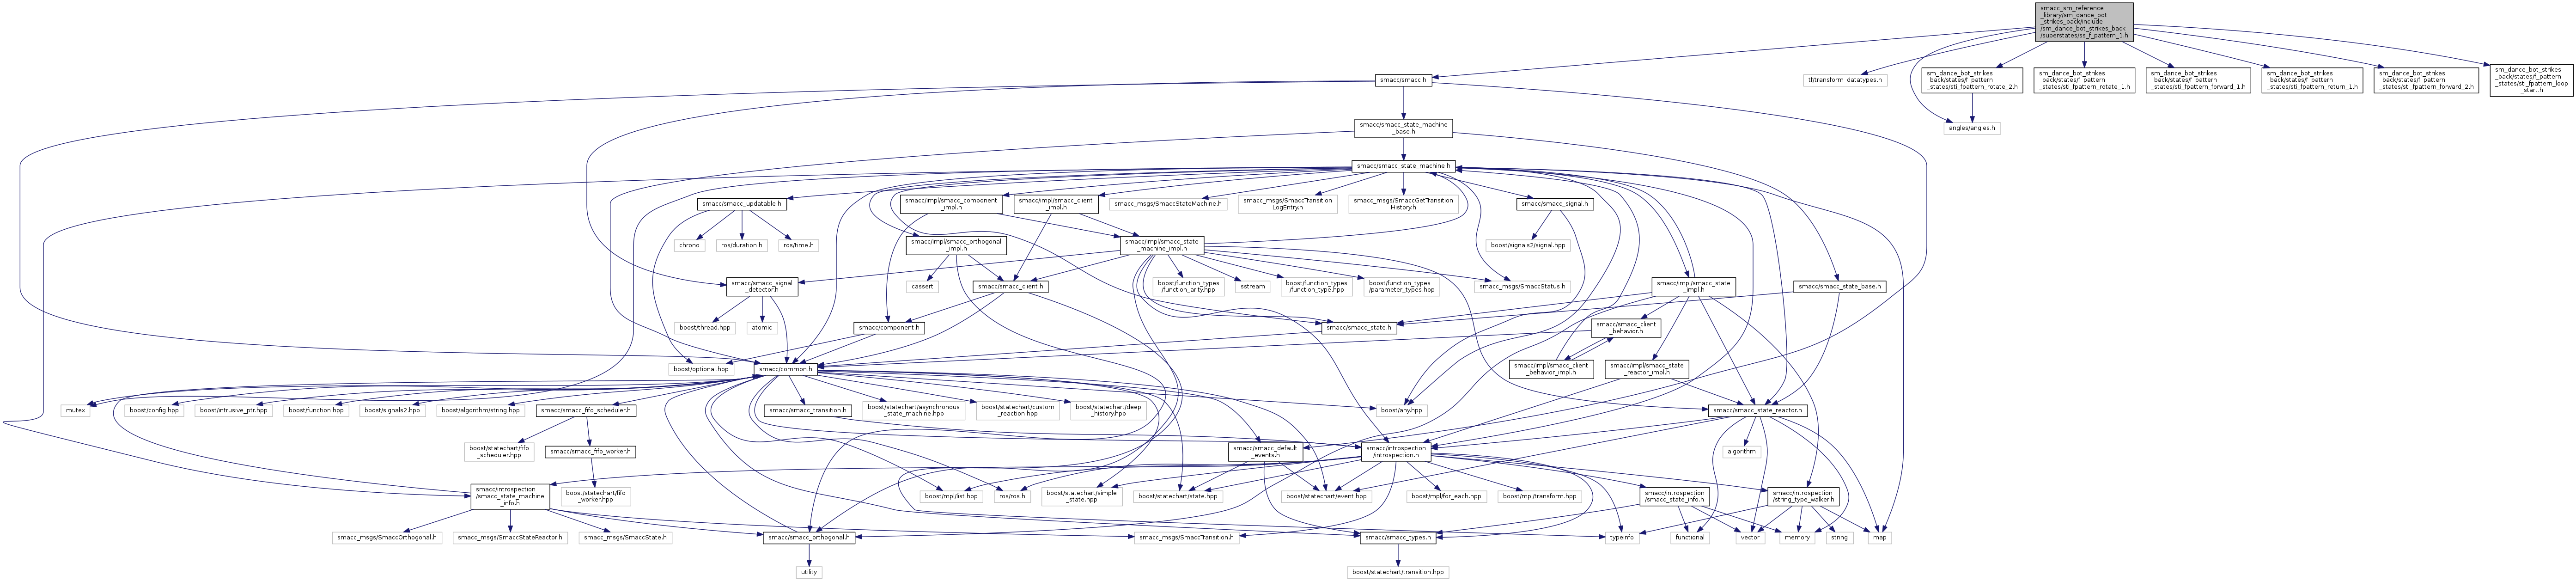 smacc_sm_reference
_library/sm_dance_bot
_strikes_back/include
/sm_dance_bot_strikes_back
/superstates/ss_f_pattern_1.h
smacc/smacc.h
tf/transform_datatypes.h
sm_dance_bot_strikes
_back/states/f_pattern
_states/sti_fpattern_rotate_2.h
sm_dance_bot_strikes
_back/states/f_pattern
_states/sti_fpattern_rotate_1.h
sm_dance_bot_strikes
_back/states/f_pattern
_states/sti_fpattern_forward_1.h
sm_dance_bot_strikes
_back/states/f_pattern
_states/sti_fpattern_return_1.h
sm_dance_bot_strikes
_back/states/f_pattern
_states/sti_fpattern_forward_2.h
sm_dance_bot_strikes
_back/states/f_pattern
_states/sti_fpattern_loop
_start.h
smacc/smacc_state_machine
_base.h
angles/angles.h
smacc/smacc_state_machine.h
smacc/smacc_updatable.h
smacc/impl/smacc_component
_impl.h
smacc/impl/smacc_client
_impl.h
smacc_msgs/SmaccStateMachine.h
smacc_msgs/SmaccTransition
LogEntry.h
smacc_msgs/SmaccGetTransition
History.h
smacc/smacc_signal.h
chrono
ros/duration.h
ros/time.h
smacc/impl/smacc_orthogonal
_impl.h
smacc/impl/smacc_state
_machine_impl.h
boost/signals2/signal.hpp
smacc/smacc_signal
_detector.h
cassert
smacc/smacc_client.h
boost/function_types
/function_arity.hpp
sstream
boost/function_types
/function_type.hpp
boost/function_types
/parameter_types.hpp
smacc_msgs/SmaccStatus.h
smacc/impl/smacc_state
_impl.h
smacc/smacc_state_base.h
boost/thread.hpp
atomic
smacc/component.h
smacc/smacc_state.h
smacc/smacc_client
_behavior.h
boost/optional.hpp
smacc/common.h
smacc/impl/smacc_client
_behavior_impl.h
smacc/impl/smacc_state
_reactor_impl.h
mutex
boost/config.hpp
boost/intrusive_ptr.hpp
boost/function.hpp
boost/signals2.hpp
boost/algorithm/string.hpp
smacc/smacc_fifo_scheduler.h
smacc/smacc_transition.h
boost/statechart/asynchronous
_state_machine.hpp
boost/statechart/custom
_reaction.hpp
boost/statechart/deep
_history.hpp
boost/any.hpp
smacc/smacc_state_reactor.h
boost/statechart/fifo
_scheduler.hpp
smacc/smacc_fifo_worker.h
smacc/smacc_default
_events.h
smacc/introspection
/introspection.h
algorithm
smacc/introspection
/smacc_state_machine
_info.h
boost/statechart/fifo
_worker.hpp
boost/mpl/list.hpp
ros/ros.h
boost/statechart/simple
_state.hpp
boost/statechart/state.hpp
boost/statechart/event.hpp
boost/mpl/for_each.hpp
boost/mpl/transform.hpp
smacc/introspection
/smacc_state_info.h
smacc/introspection
/string_type_walker.h
smacc_msgs/SmaccOrthogonal.h
smacc_msgs/SmaccStateReactor.h
smacc_msgs/SmaccState.h
smacc/smacc_orthogonal.h
smacc_msgs/SmaccTransition.h
smacc/smacc_types.h
typeinfo
functional
vector
memory
string
map
utility
boost/statechart/transition.hpp